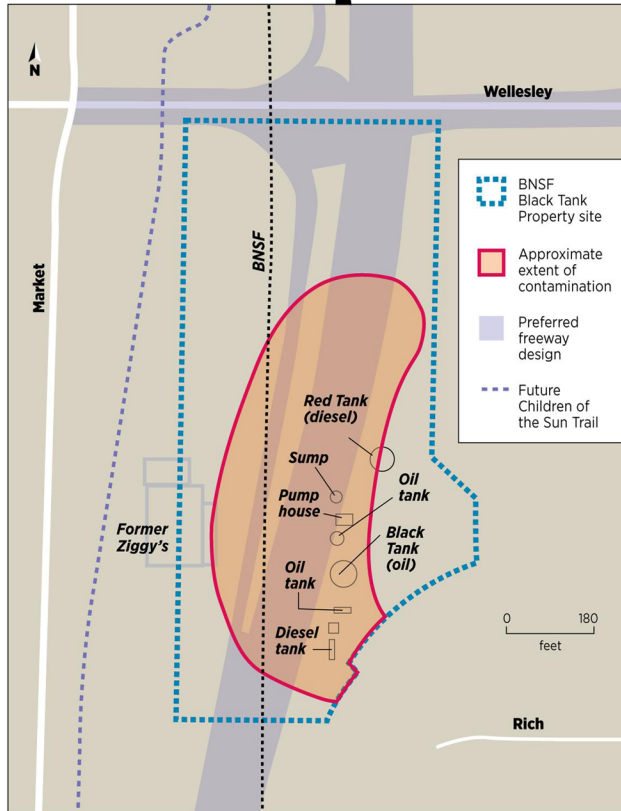 N
Wellesley
BNSF
Black Tank
Property site
Approximate
extent of
contamination
Preferred
freeway
design
Future
Children of
the Sun Trail
Market
BNSF
Red Tank
(diesel)
Sump
Oil
tank
Pump
house
Former
Ziggy's
Black
Tank
(oil)
Oil
tank
Diesel
tank
0 180
feet
Rich